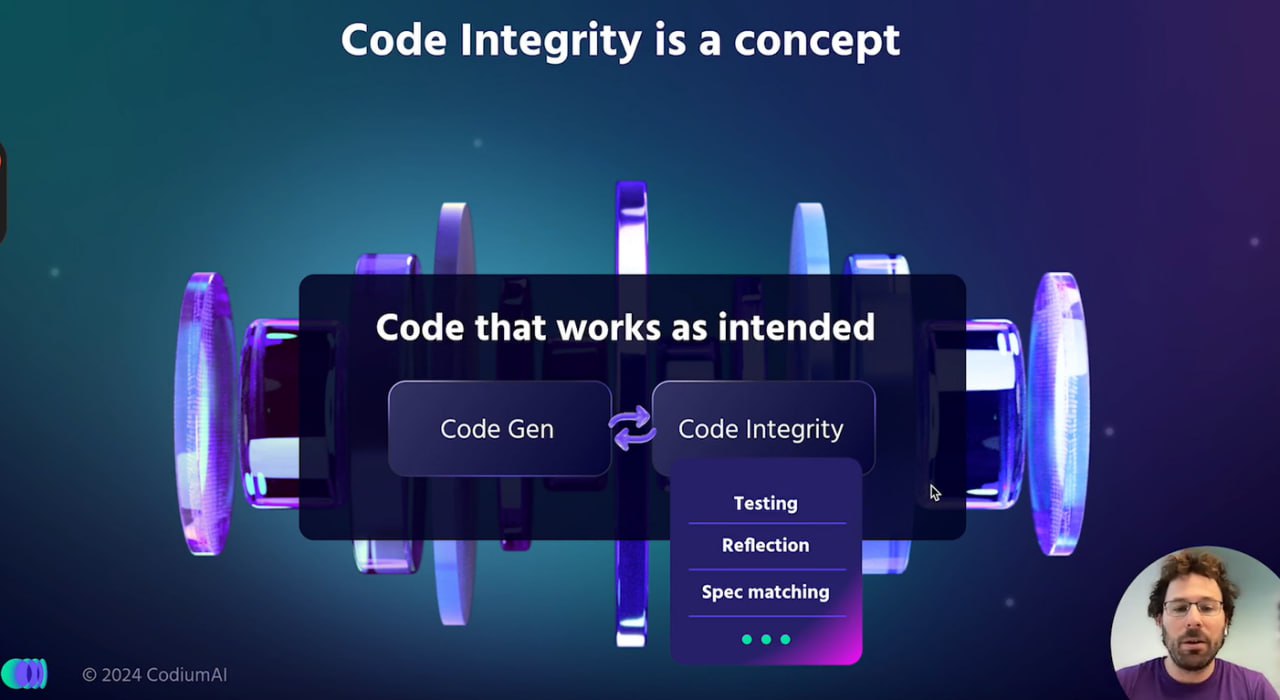 Code Integrity is a concept
Code that works as intended
Code Gen
Code Integrity
Testing
Reflection
Spec matching
© 2024 CodiumAI